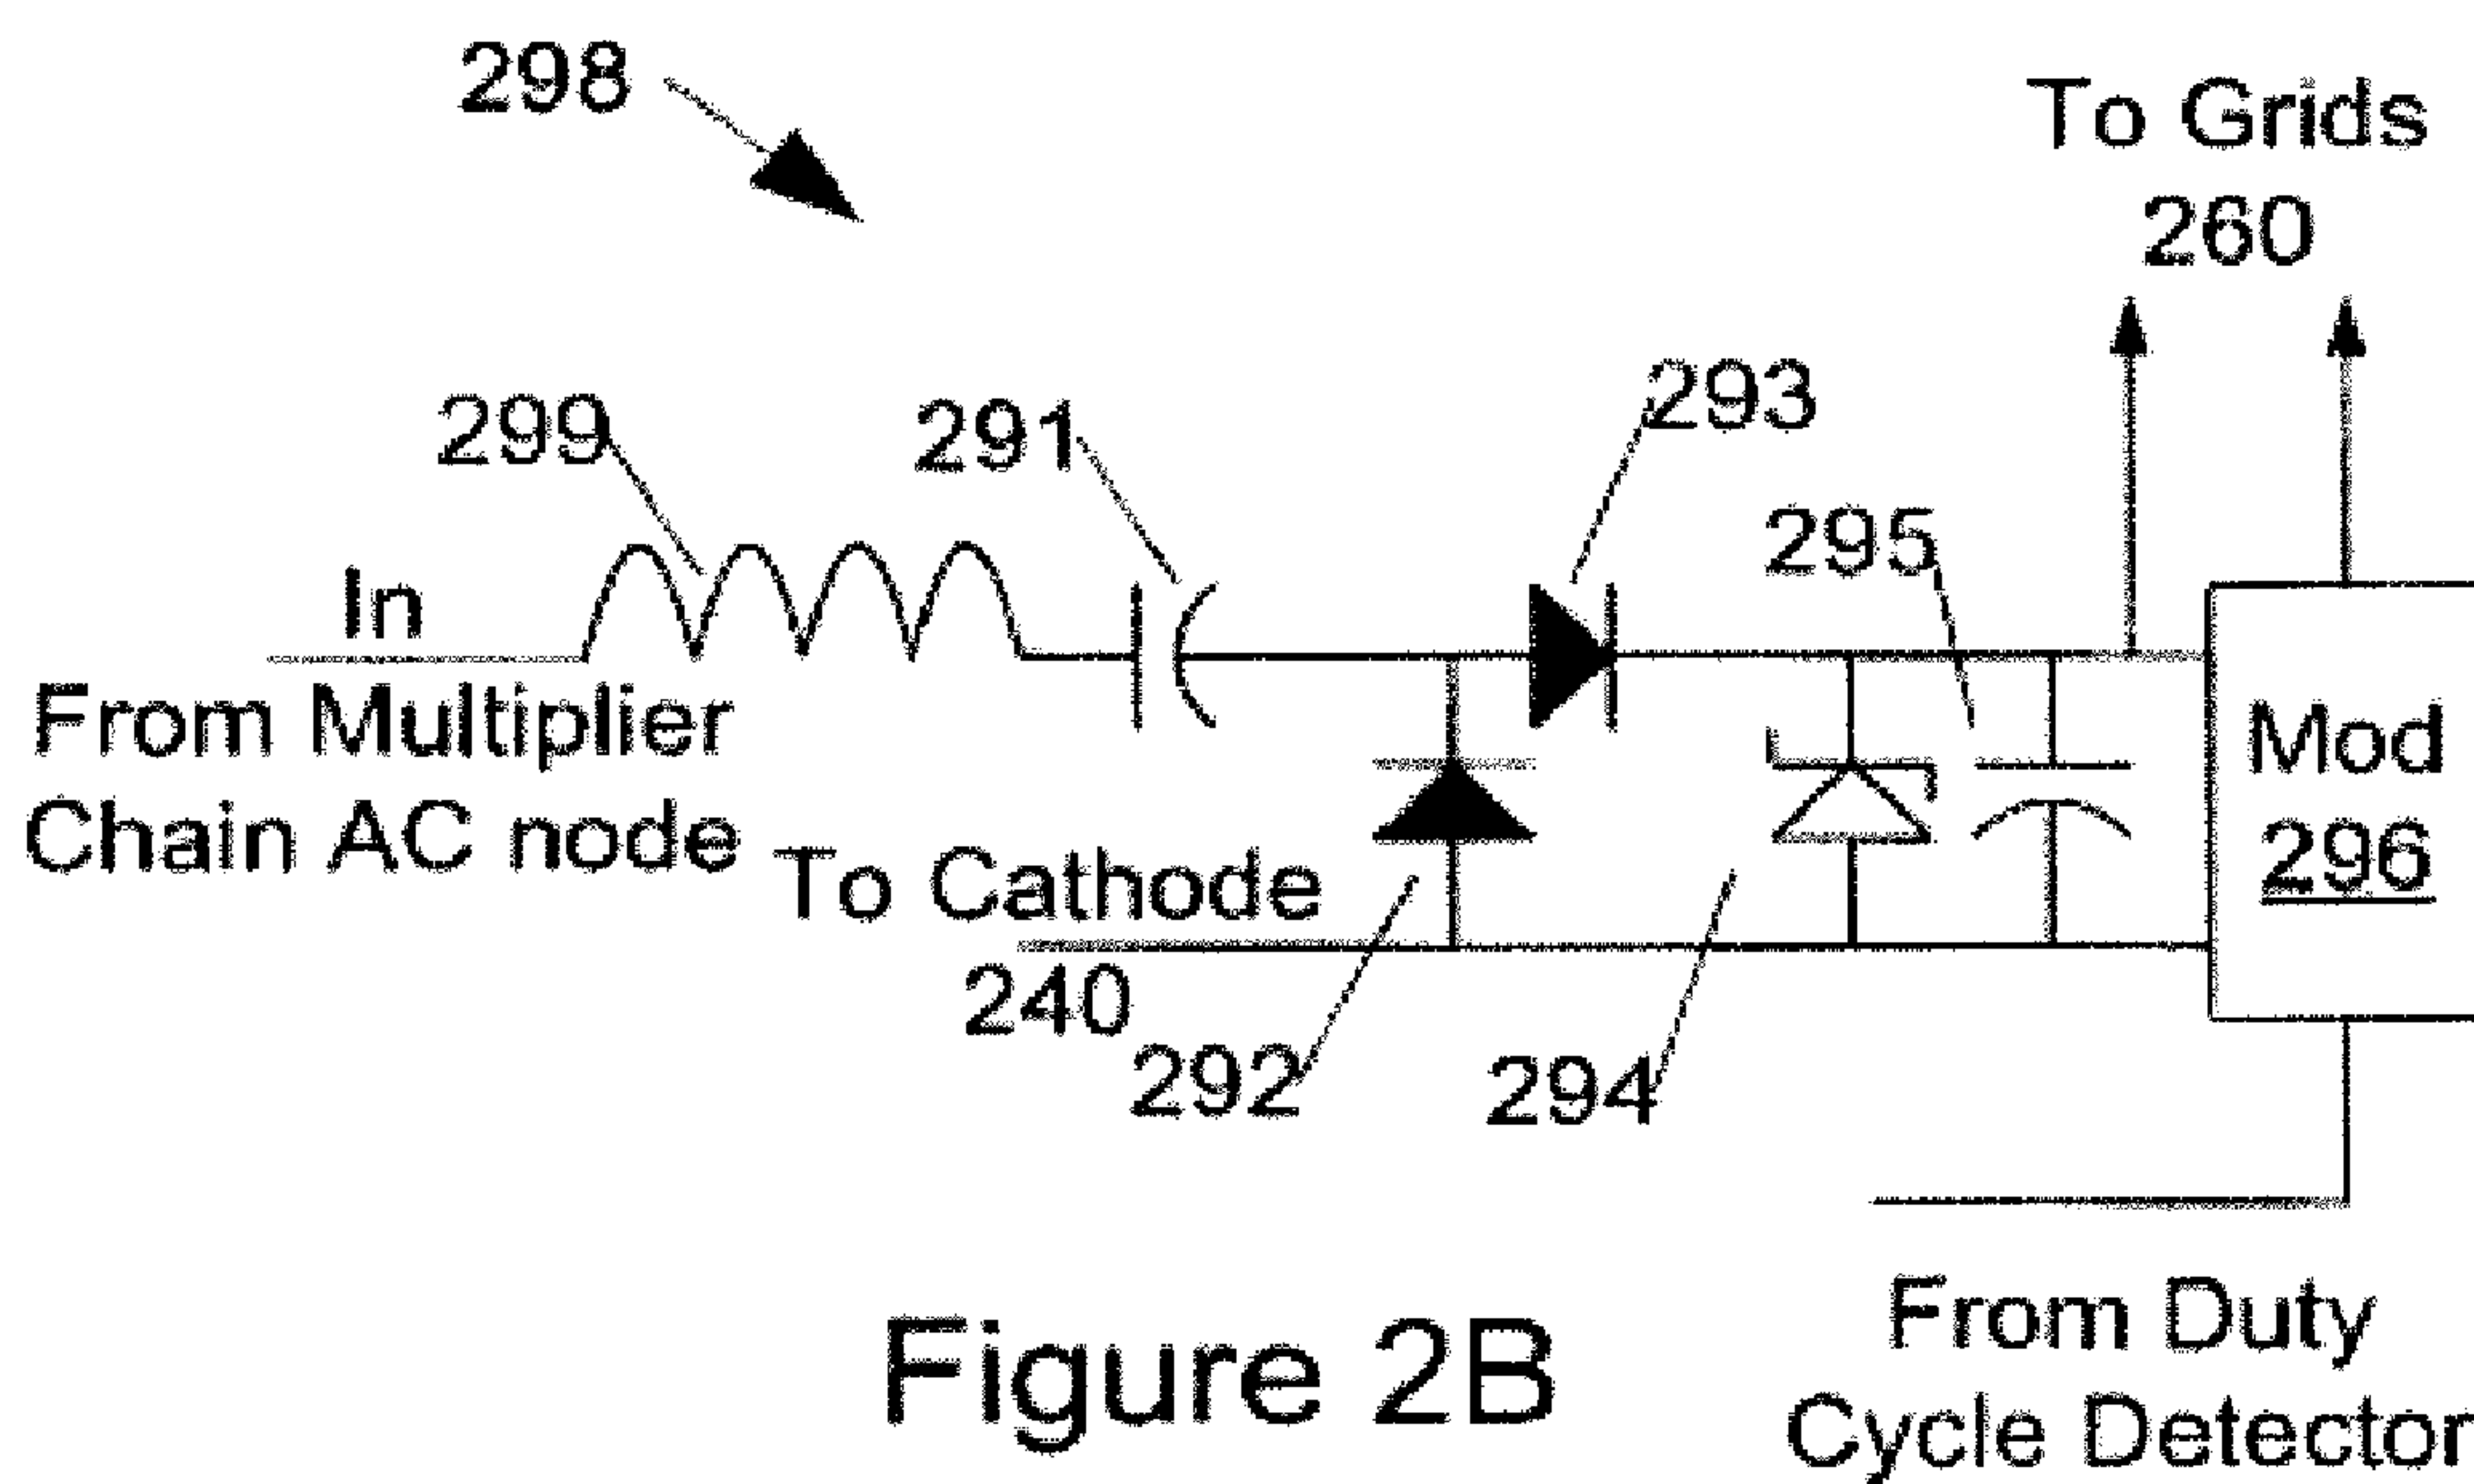 298
To Grids
260
299
291
293
295
In
From Multiplier
Chain AC node
Mod
296
To Cathode
240
292
294
From Duty
Cycle Detector
Figure 2B